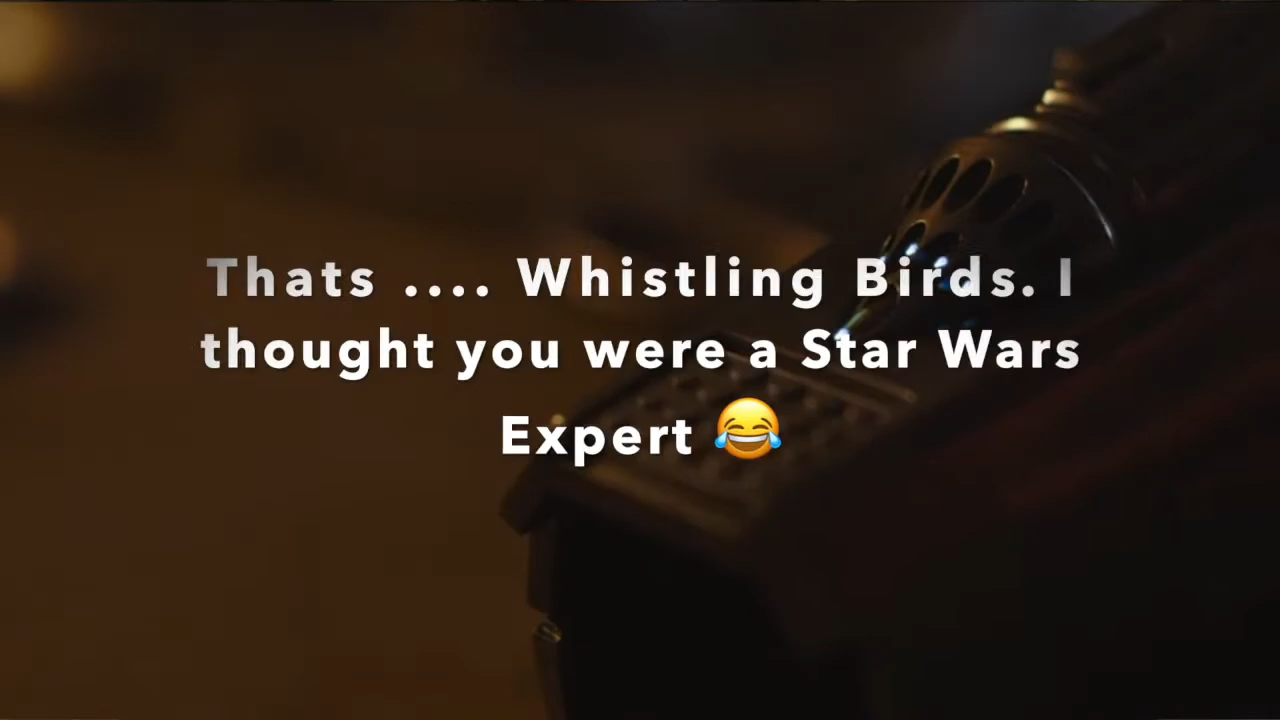 Thats .... Whistling Birds. I
thought you were a Star Wars
Expert 😂